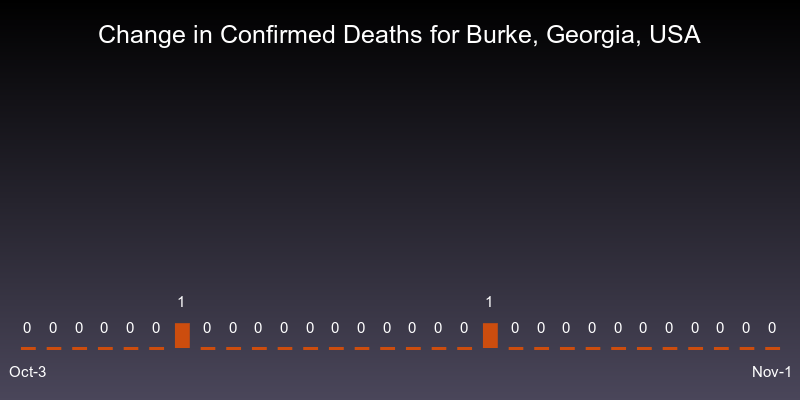 Change in Confirmed Deaths for Burke, Georgia, USA
1 1
0 0 0 0 0 0 0 0 0 0 0 0 0 0 0 0 0 0 0 0 0 0 0 0 0 0 0 0
Oct-3 Nov-1